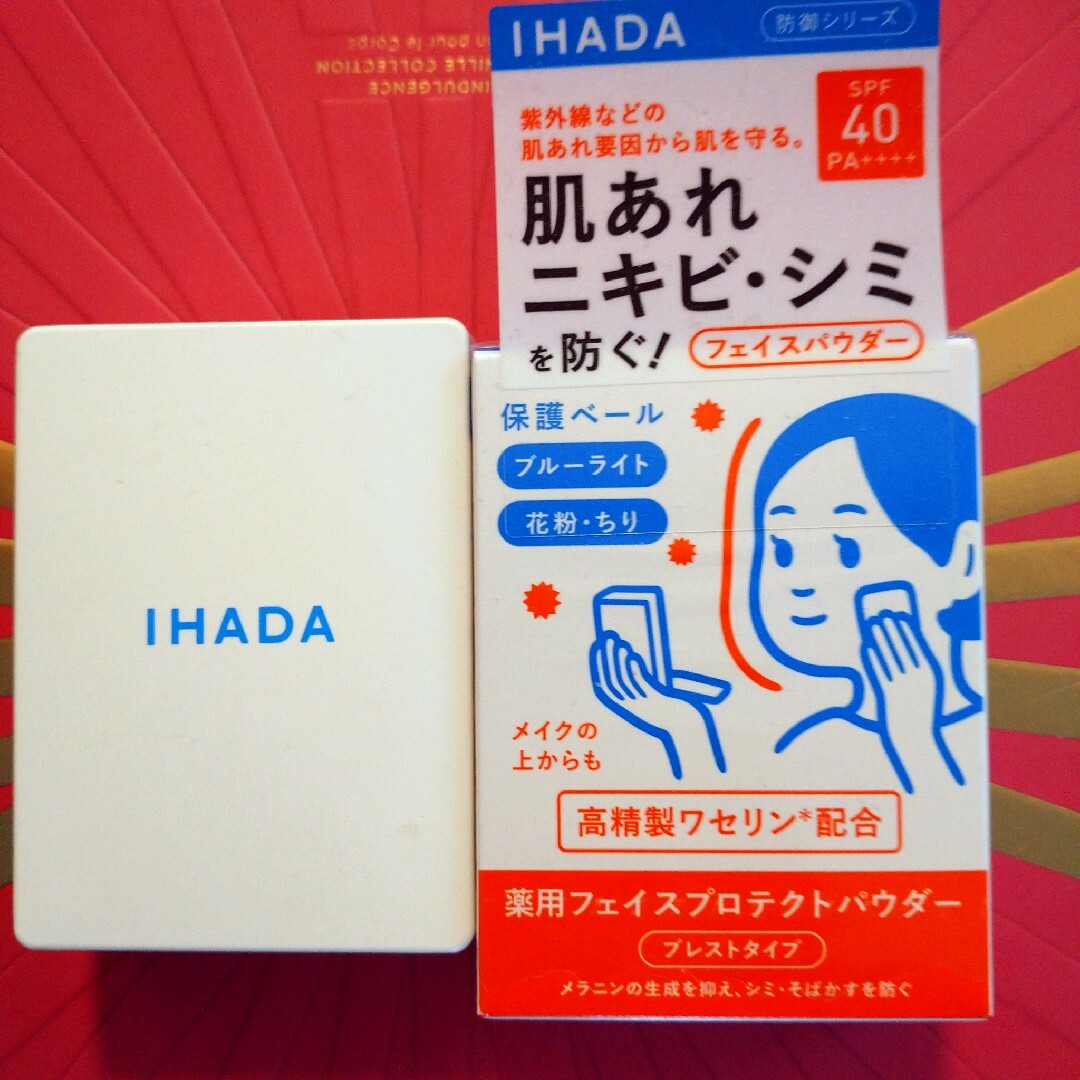 INDULGENCE
MILLE COLLECTION
pour le Corps
IHADA
IHADA
防御シリーズ
紫外線などの
肌あれ要因から肌を守る。
SPF
40
PA++++
肌あれ
ニキビ・シミ
を防ぐ!
フェイスパウダー
保護ベール
ブルーライト
花粉・ちり
メイクの
上からも
高精製ワセリン*配合
薬用フェイスプロテクトパウダー
プレストタイプ
メラニンの生成を抑え、シミ・そばかすを防ぐ